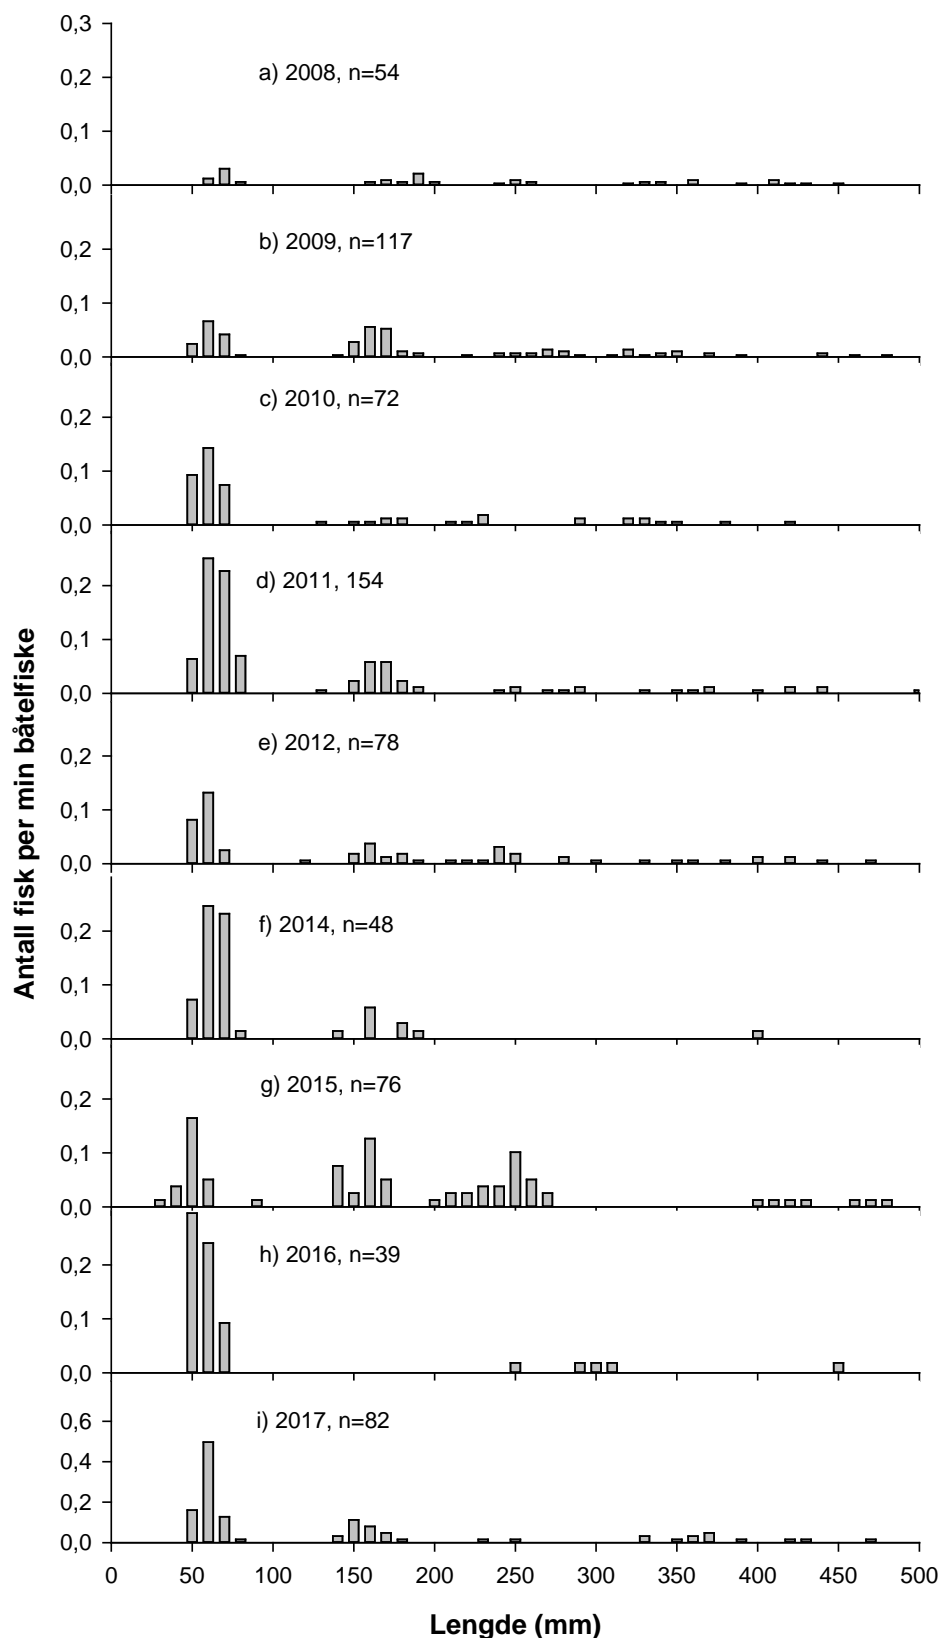 0,3
0,2
a) 2008, n=54
0,1
0,0
0,2
b) 2009, n=117
0,1
0,0
0,2
c) 2010, n=72
0,1
0,0
0,2
d) 2011, 154
0,1
0,0
0,2
e) 2012, n=78
0,1
0,0
0,2
f) 2014, n=48
0,1
0,0
0,2
g) 2015, n=76
0,1
0,0
0,2
h) 2016, n=39
0,1
0,0
0,6
i) 2017, n=82
0,4
0,2
0,0
0 50 100 150 200 250 300 350 400 450 500
Lengde (mm)
Antall fisk per min båtelfiske